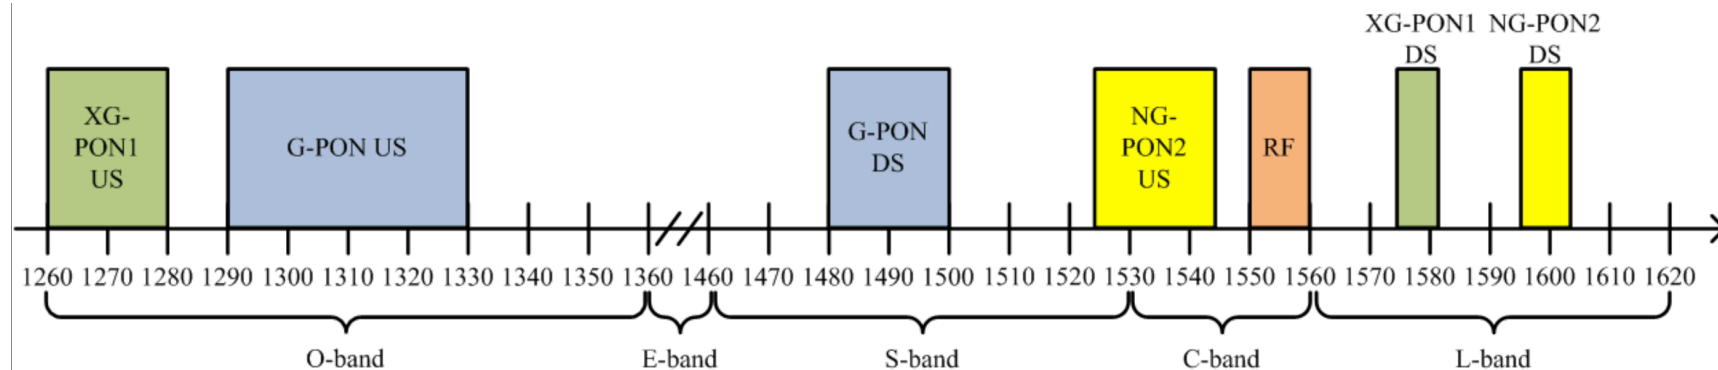 XG-PON1 NG-PON2
DS DS
XG-
PON1
US
G-PON US
G-PON
DS
NG-
PON2
US
RF
1260 1270 1280 1290 1300 1310 1320 1330 1340 1350 1360 1460 1470 1480 1490 1500 1510 1520 1530 1540 1550 1560 1570 1580 1590 1600 1610 1620
O-band E-band S-band C-band L-band